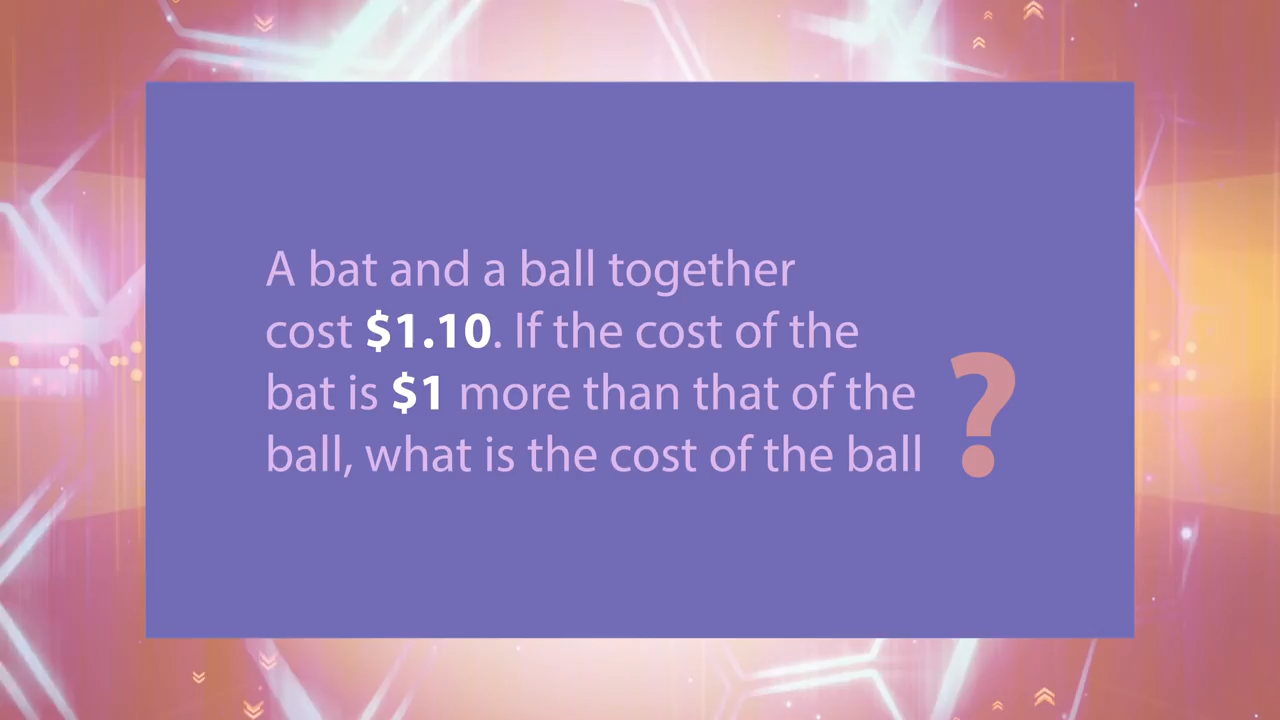 A bat and a ball together
cost $1.10. If the cost of the
bat is $1 more than that of the
ball, what is the cost of the ball ?